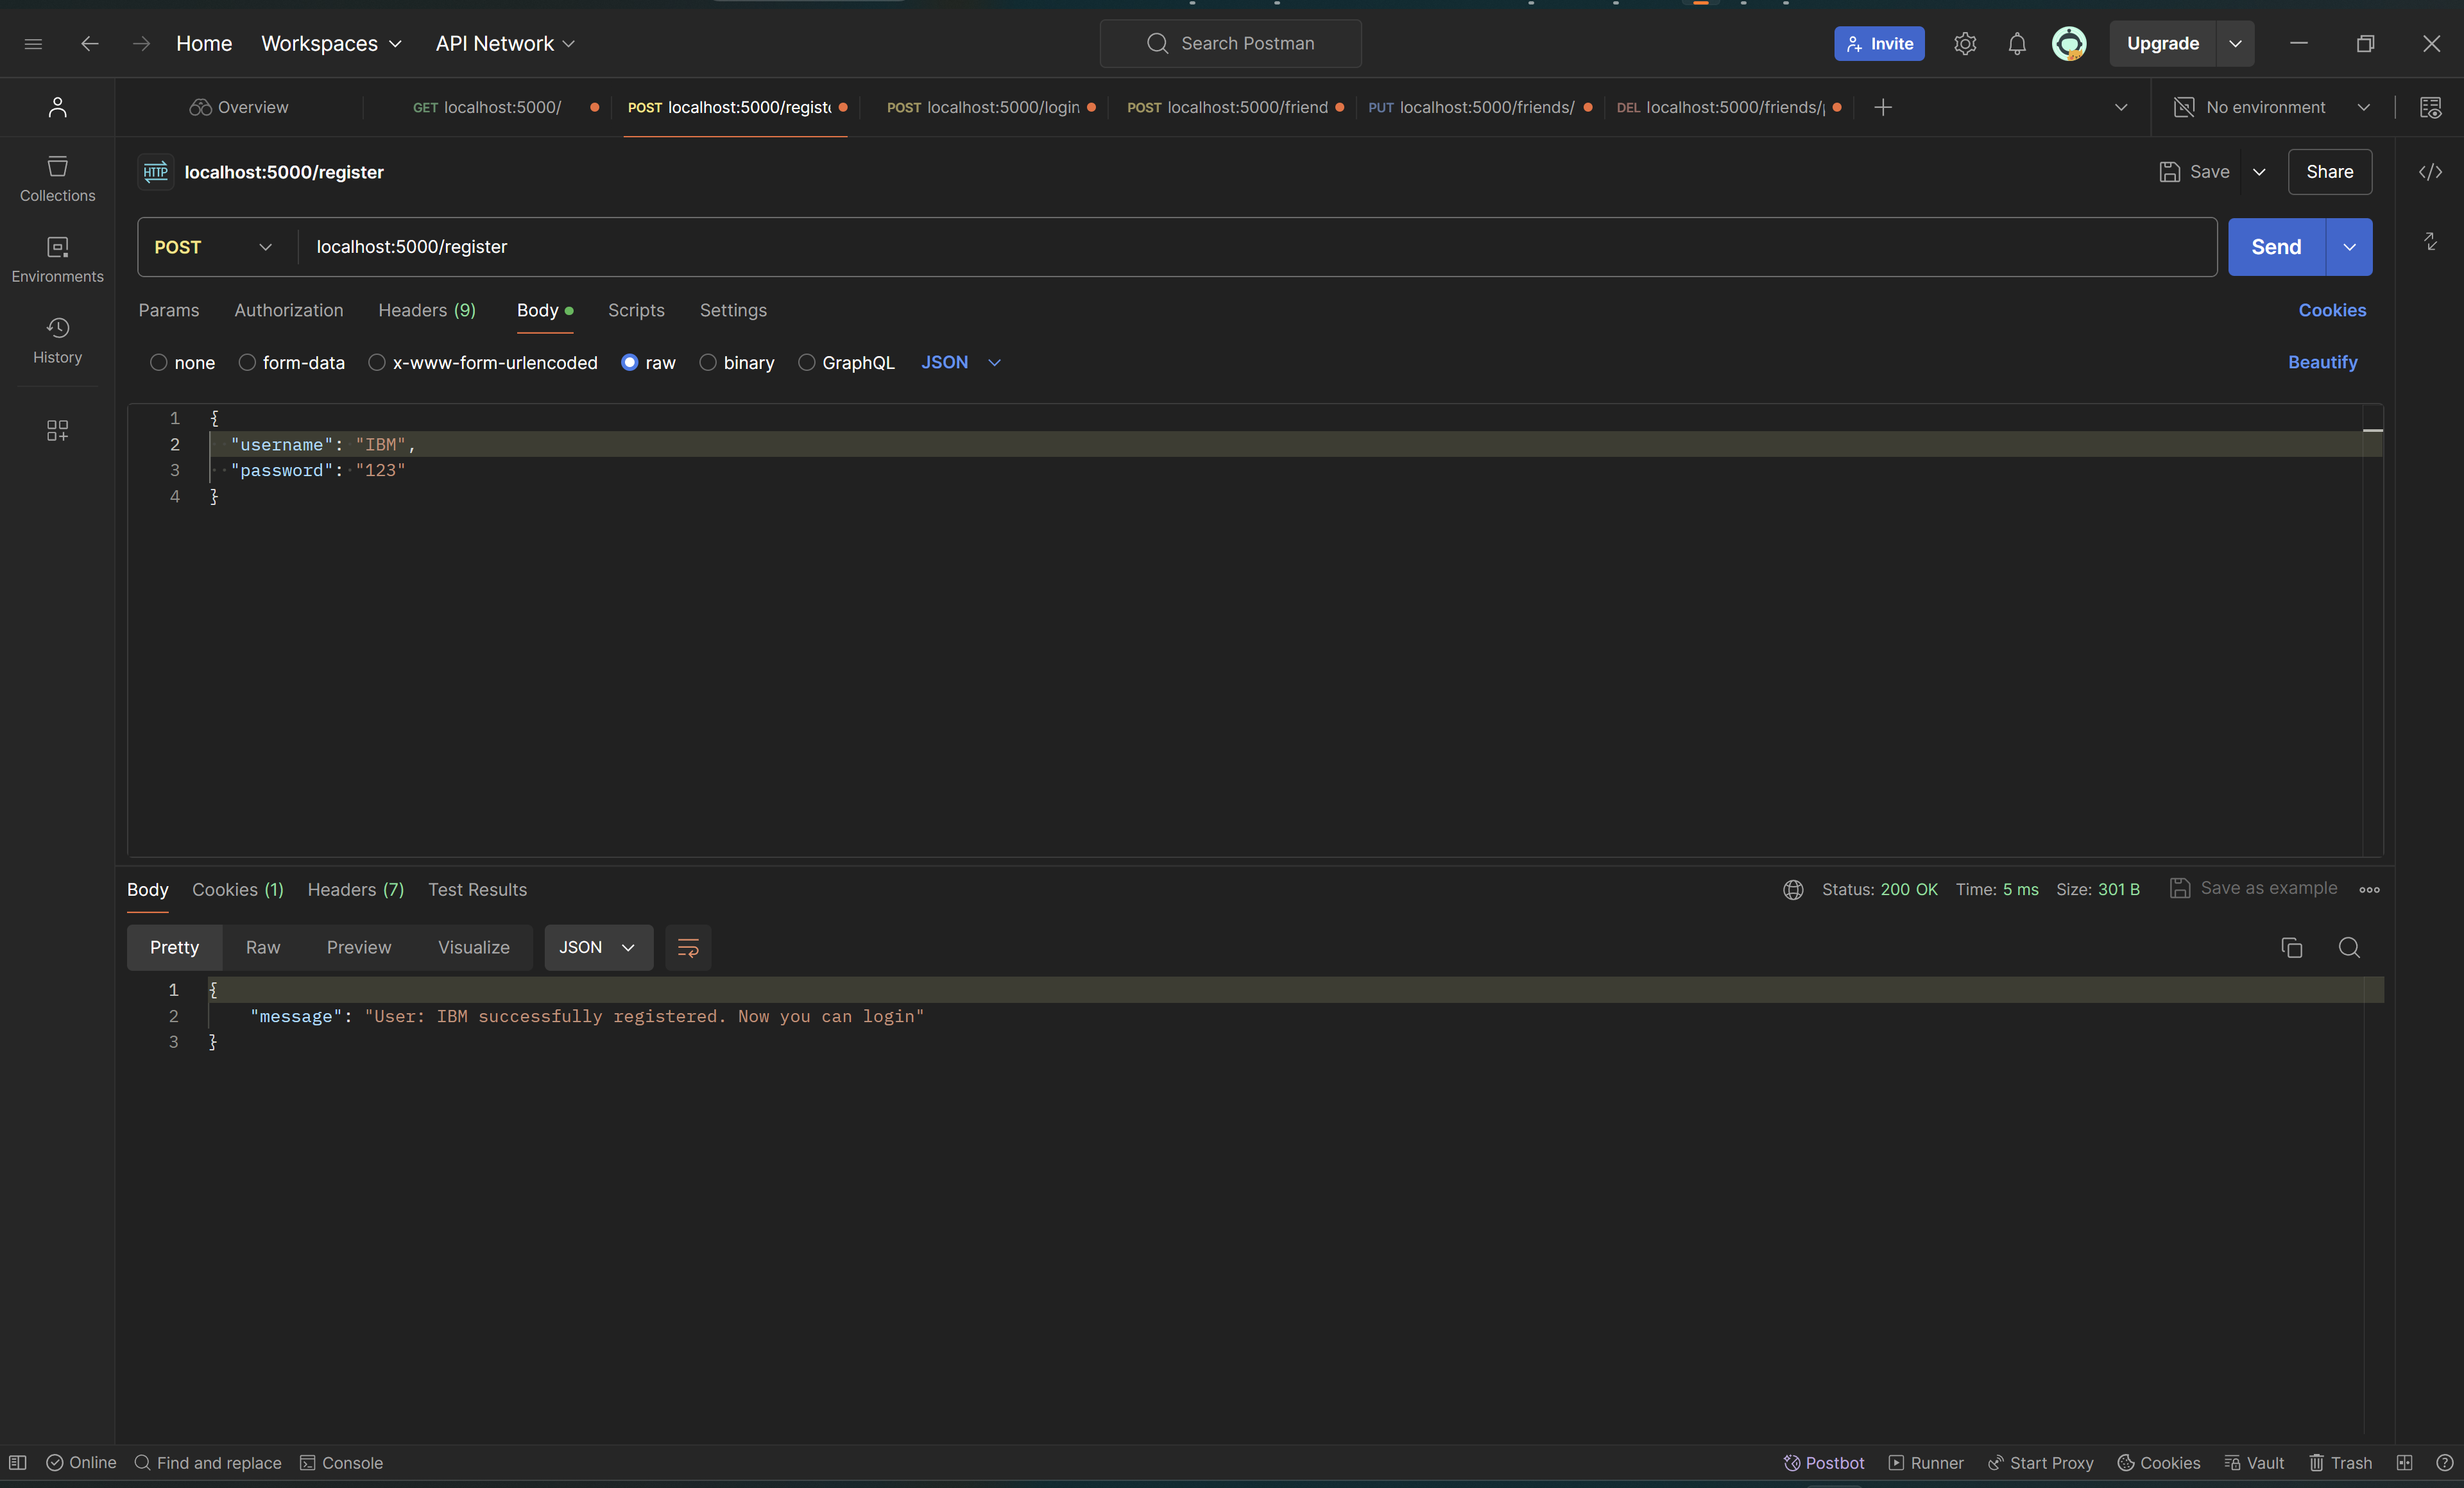 Home Workspaces API Network Search Postman Invite Upgrade
Overview GET localhost:5000/ POST localhost:5000/registe POST localhost:5000/login POST localhost:5000/friend PUT localhost:5000/friends/ DEL localhost:5000/friends/ No environment
HTTP localhost:5000/register Save Share
Collections
POST localhost:5000/register Send
Environments
Params Authorization Headers (9) Body Scripts Settings Cookies
History
none form-data x-www-form-urlencoded raw binary GraphQL JSON Beautify
1 {
2 "username": "IBM",
3 "password": "123"
4 }
Body Cookies (1) Headers (7) Test Results Status: 200 OK Time: 5 ms Size: 301 B Save as example
Pretty Raw Preview Visualize JSON
1 {
2 "message": "User: IBM successfully registered. Now you can login"
3 }
Online Find and replace Console Postbot Runner Start Proxy Cookies Vault Trash